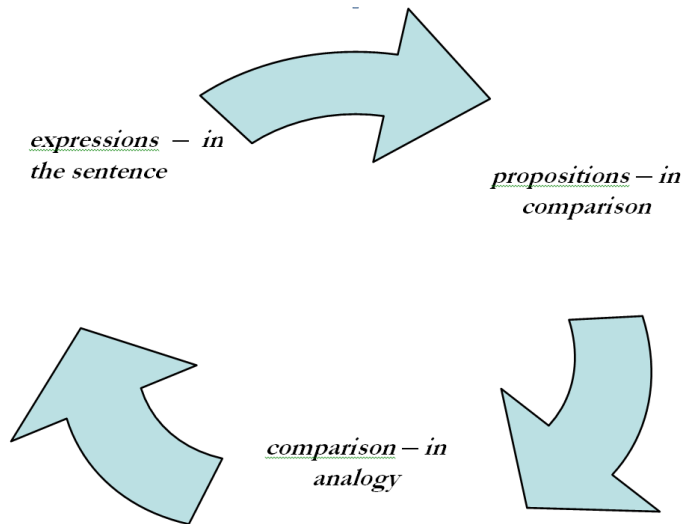 expressions – in
the sentence
propositions – in
comparison
comparison – in
analogy